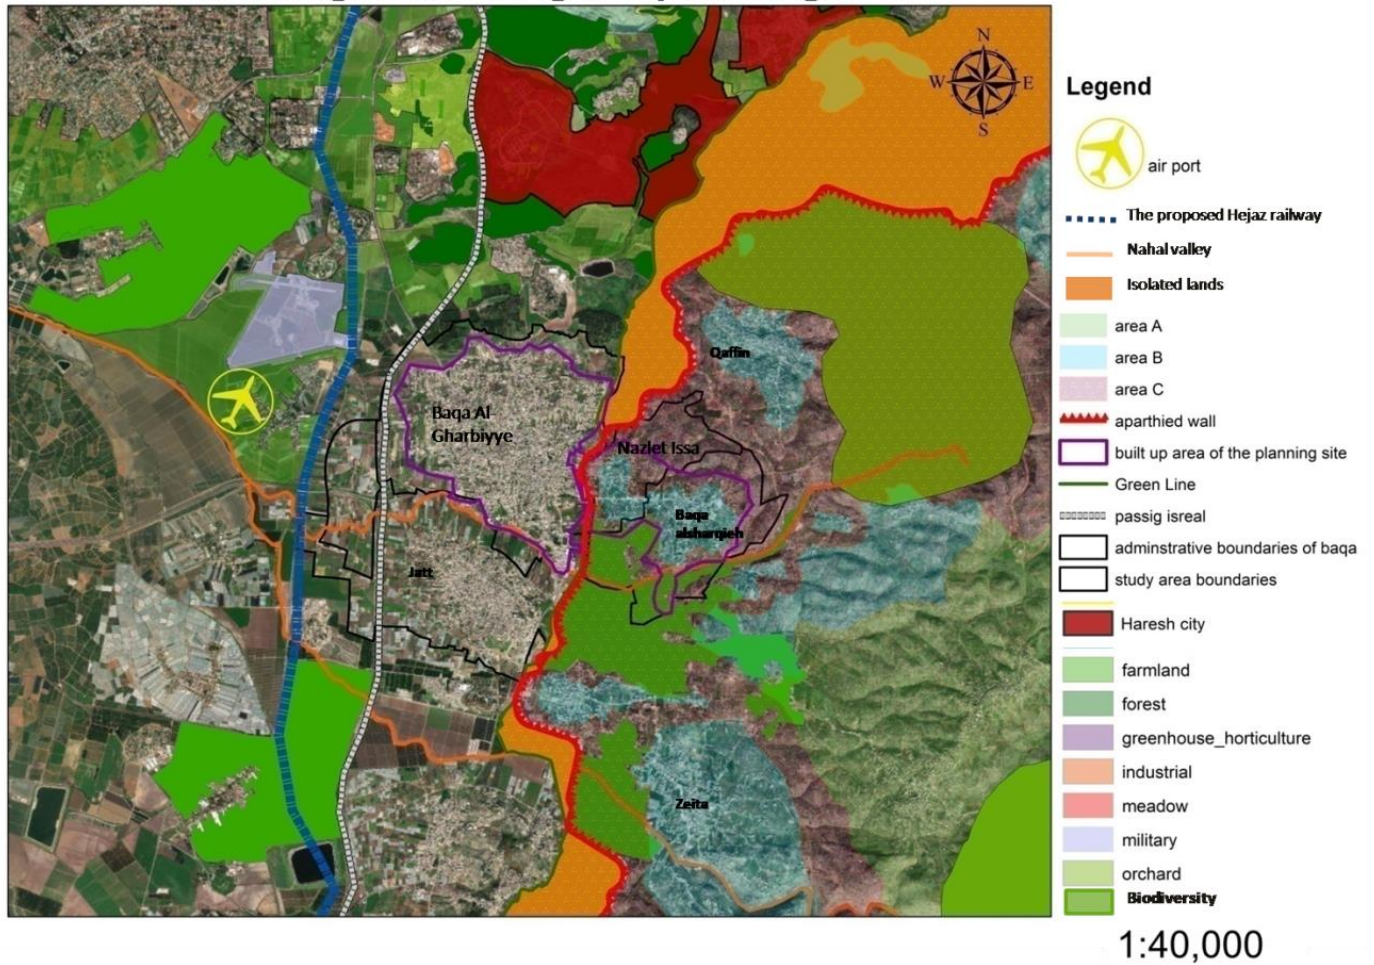 N
W
E
S
Qaffin
Baqa Al
Gharbiyye
Nazlet Issa
Baqa
alsharqieh
Jatt
Zeita
Legend
air port
The proposed Hejaz railway
Nahal valley
Isolated lands
area A
area B
area C
aparthied wall
built up area of the planning site
Green Line
passig isreal
adminstrative boundaries of baqa
study area boundaries
Haresh city
farmland
forest
greenhouse_horticulture
industrial
meadow
military
orchard
Biodiversity
1:40,000